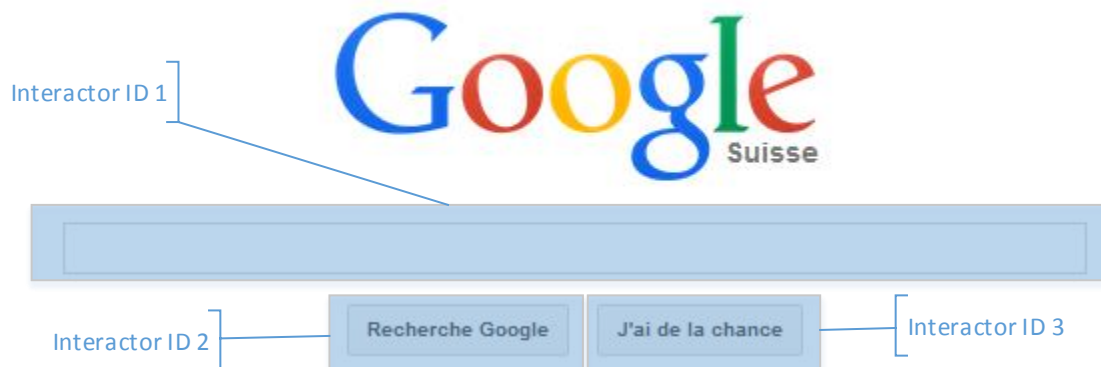 Google
Suisse
Interactor ID 1
Recherche Google
J'ai de la chance
Interactor ID 2
Interactor ID 3